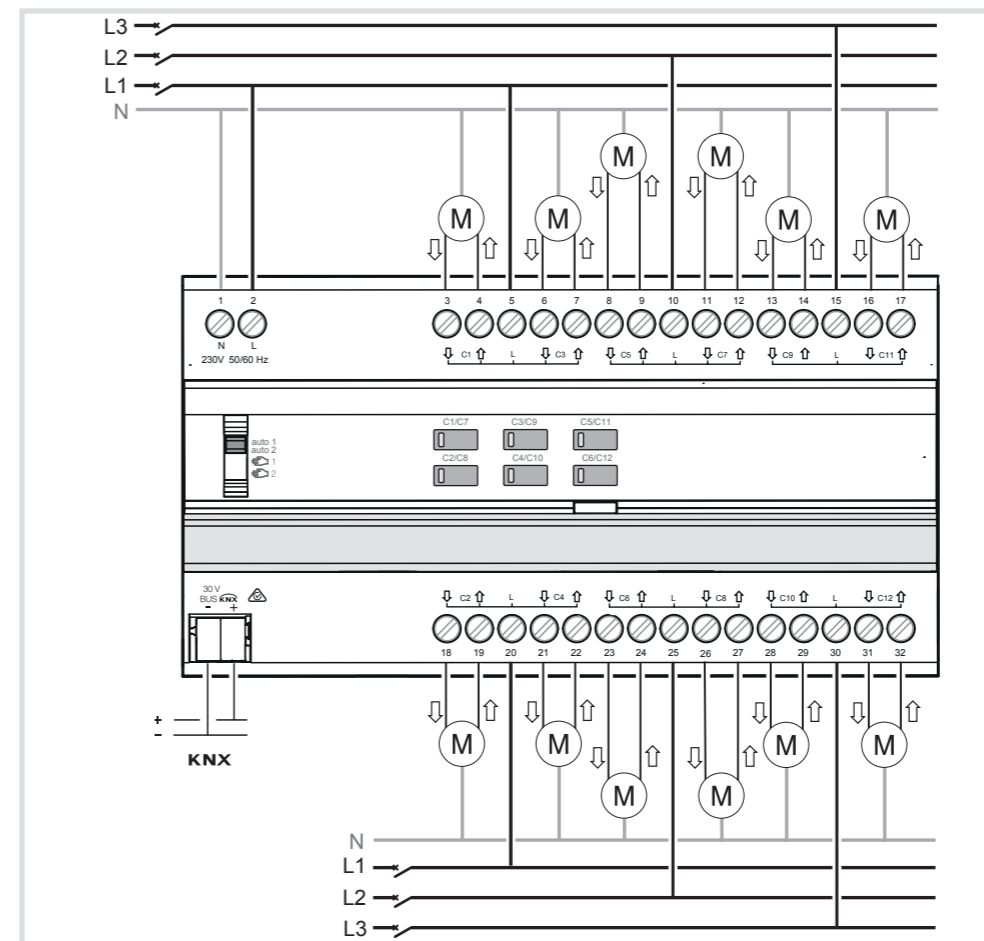 L3
L2
L1
N
M M
M M M M
1 2 3 4 5 6 7 8 9 10 11 12 13 14 15 16 17
N L
230V 50/60 Hz
C1 L C3 C5 L C7 C9 L C11
C1/C7 C3/C9 C5/C11
auto 1
auto 2
1
2
C2/C8 C4/C10 C6/C12
30 V
BUS KNX
- +
C2 L C4 C6 L C8 C10 L C12
18 19 20 21 22 23 24 25 26 27 28 29 30 31 32
+
-
KNX
M M M M
M M
N
L1
L2
L3